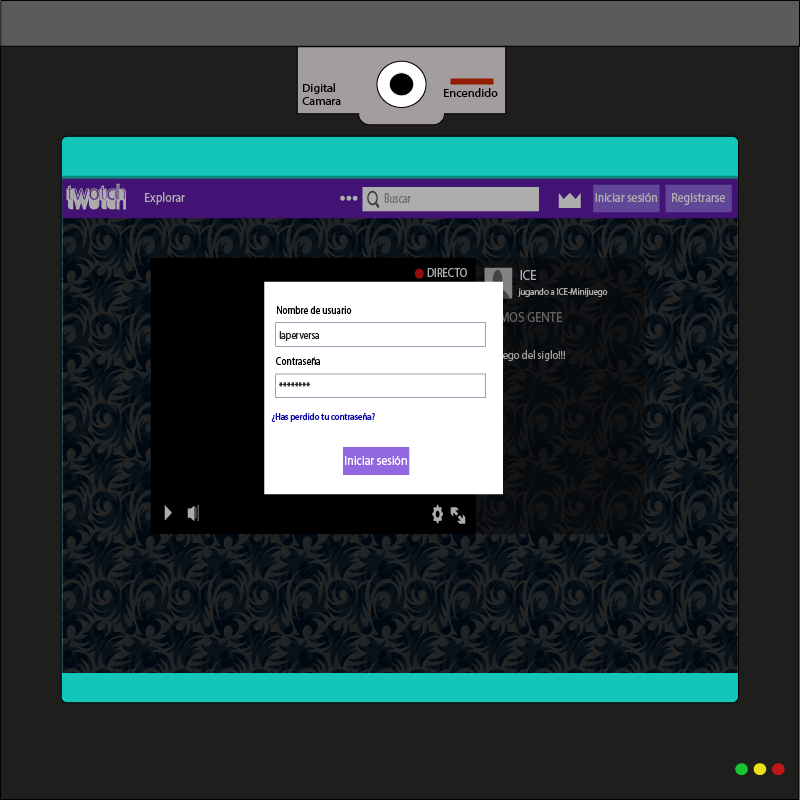 Digital
Camara
Encendido
twotch
Explorar
Buscar
Iniciar sesión
Registrarse
DIRECTO
ICE
jugando a ICE-Minijuego
MOS GENTE
ego del siglo!!!
Nombre de usuario
laperversa
Contraseña
********
¿Has perdido tu contraseña?
Iniciar sesión